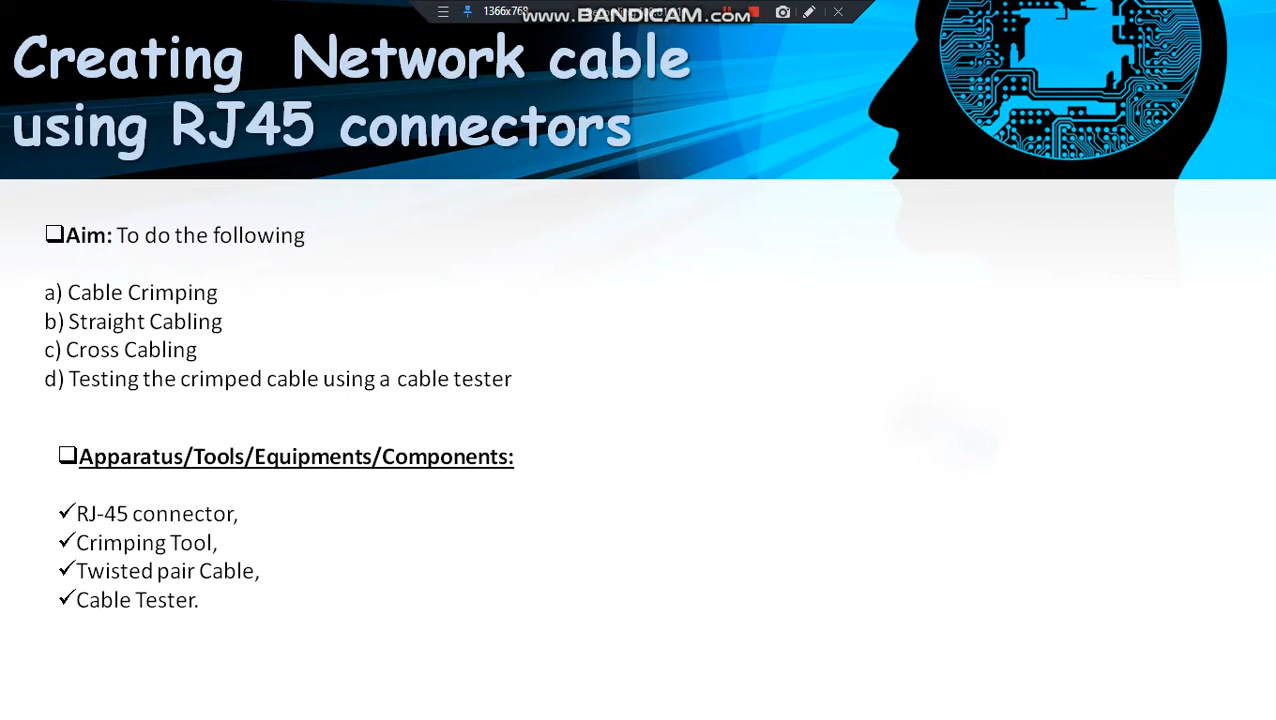 1366x768
www.BANDICAM.com
Creating Network cable
using RJ45 connectors
Aim: To do the following
a) Cable Crimping
b) Straight Cabling
c) Cross Cabling
d) Testing the crimped cable using a cable tester
Apparatus/Tools/Equipments/Components:
RJ-45 connector,
Crimping Tool,
Twisted pair Cable,
Cable Tester.